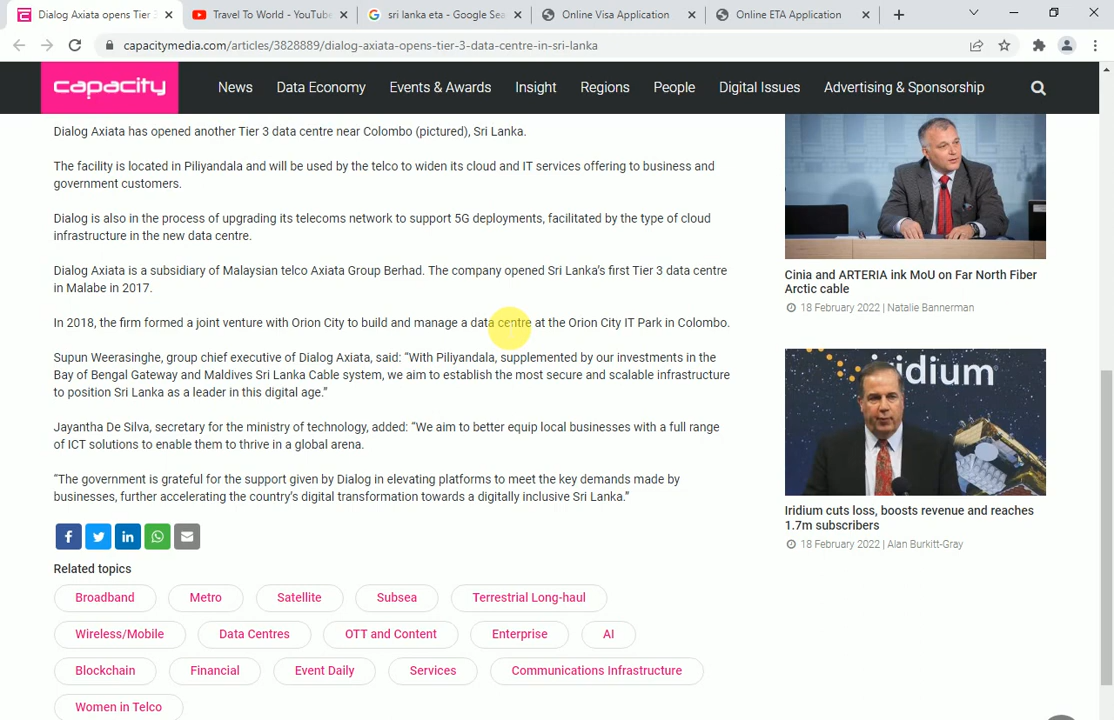 Dialog Axiata opens Tier 3
Travel To World - YouTube
sri lanka eta - Google Sea
Online Visa Application
Online ETA Application
capacitymedia.com/articles/3828889/dialog-axiata-opens-tier-3-data-centre-in-sri-lanka
capacity
News
Data Economy
Events & Awards
Insight
Regions
People
Digital Issues
Advertising & Sponsorship
Dialog Axiata has opened another Tier 3 data centre near Colombo (pictured), Sri Lanka.
The facility is located in Piliyandala and will be used by the telco to widen its cloud and IT services offering to business and
government customers.
Dialog is also in the process of upgrading its telecoms network to support 5G deployments, facilitated by the type of cloud
infrastructure in the new data centre.
Dialog Axiata is a subsidiary of Malaysian telco Axiata Group Berhad. The company opened Sri Lanka’s first Tier 3 data centre
in Malabe in 2017.
In 2018, the firm formed a joint venture with Orion City to build and manage a data centre at the Orion City IT Park in Colombo.
Supun Weerasinghe, group chief executive of Dialog Axiata, said: “With Piliyandala, supplemented by our investments in the
Bay of Bengal Gateway and Maldives Sri Lanka Cable system, we aim to establish the most secure and scalable infrastructure
to position Sri Lanka as a leader in this digital age.”
Jayantha De Silva, secretary for the ministry of technology, added: “We aim to better equip local businesses with a full range
of ICT solutions to enable them to thrive in a global arena.
“The government is grateful for the support given by Dialog in elevating platforms to meet the key demands made by
businesses, further accelerating the country’s digital transformation towards a digitally inclusive Sri Lanka.”
Related topics
Broadband
Metro
Satellite
Subsea
Terrestrial Long-haul
Wireless/Mobile
Data Centres
OTT and Content
Enterprise
AI
Blockchain
Financial
Event Daily
Services
Communications Infrastructure
Women in Telco
Cinia and ARTERIA ink MoU on Far North Fiber
Arctic cable
18 February 2022 | Natalie Bannerman
iridium
Iridium cuts loss, boosts revenue and reaches
1.7m subscribers
18 February 2022 | Alan Burkitt-Gray